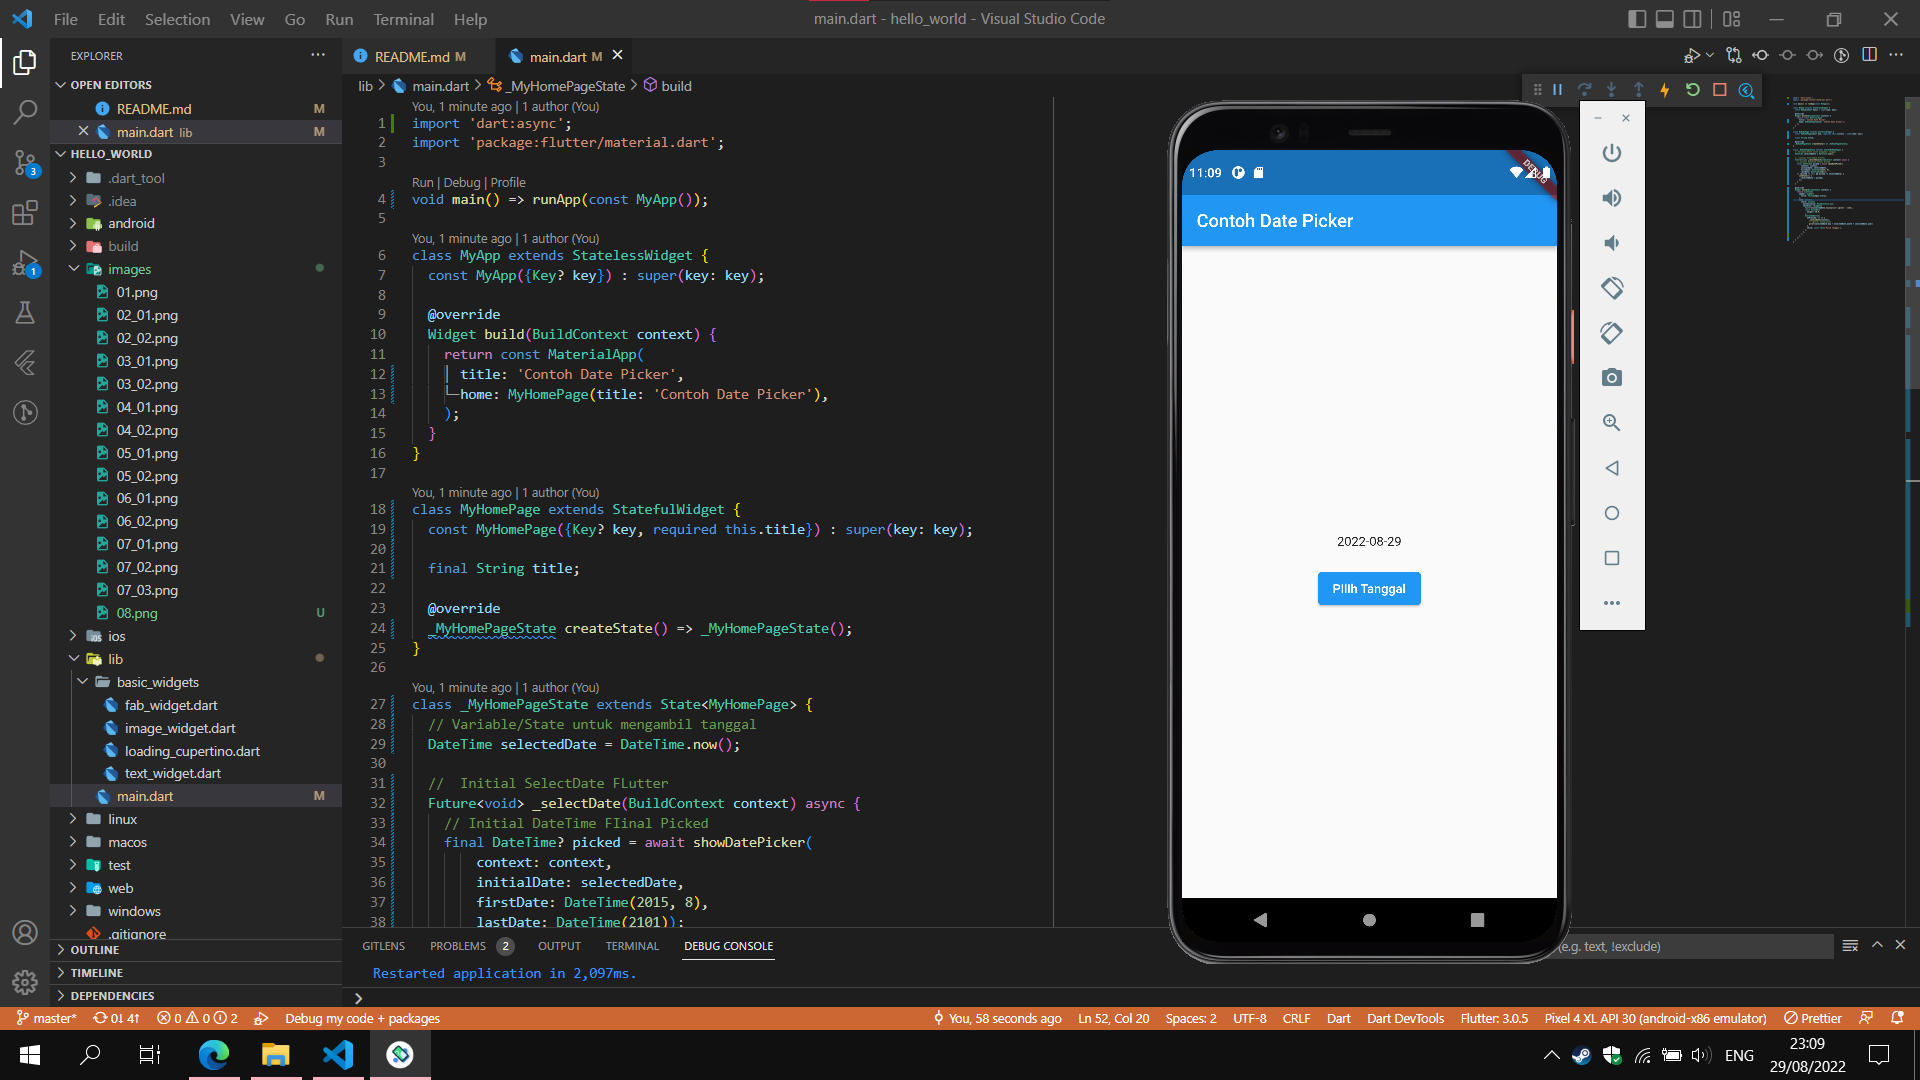 File Edit Selection View Go Run Terminal Help
main.dart - hello_world - Visual Studio Code
EXPLORER
README.md M
main.dart M
OPEN EDITORS
README.md M
main.dart lib M
HELLO_WORLD
.dart_tool
.idea
android
build
images
01.png
02_01.png
02_02.png
03_01.png
03_02.png
04_01.png
04_02.png
05_01.png
05_02.png
06_01.png
06_02.png
07_01.png
07_02.png
07_03.png
08.png U
ios
lib
basic_widgets
fab_widget.dart
image_widget.dart
loading_cupertino.dart
text_widget.dart
main.dart M
linux
macos
test
web
windows
.gitignore
OUTLINE
TIMELINE
DEPENDENCIES
3
1
lib > main.dart > _MyHomePageState > build
You, 1 minute ago | 1 author (You)
1 import 'dart:async';
2 import 'package:flutter/material.dart';
3
Run | Debug | Profile
4 void main() => runApp(const MyApp());
5
You, 1 minute ago | 1 author (You)
6 class MyApp extends StatelessWidget {
7 const MyApp({Key? key}) : super(key: key);
8
9 @override
10 Widget build(BuildContext context) {
11 return const MaterialApp(
12 title: 'Contoh Date Picker',
13 home: MyHomePage(title: 'Contoh Date Picker'),
14 );
15 }
16 }
17
You, 1 minute ago | 1 author (You)
18 class MyHomePage extends StatefulWidget {
19 const MyHomePage({Key? key, required this.title}) : super(key: key);
20
21 final String title;
22
23 @override
24 _MyHomePageState createState() => _MyHomePageState();
25 }
26
You, 1 minute ago | 1 author (You)
27 class _MyHomePageState extends State<MyHomePage> {
28 // Variable/State untuk mengambil tanggal
29 DateTime selectedDate = DateTime.now();
30
31 //  Initial SelectDate FLutter
32 Future<void> _selectDate(BuildContext context) async {
33 // Initial DateTime FIinal Picked
34 final DateTime? picked = await showDatePicker(
35 context: context,
36 initialDate: selectedDate,
37 firstDate: DateTime(2015, 8),
38 lastDate: DateTime(2101));
11:09
DEBUG
Contoh Date Picker
2022-08-29
Pilih Tanggal
GITLENS PROBLEMS 2 OUTPUT TERMINAL DEBUG CONSOLE
(e.g. text, !exclude)
Restarted application in 2,097ms.
master* 0↓ 4↑ 0 0 2 Debug my code + packages
You, 58 seconds ago Ln 52, Col 20 Spaces: 2 UTF-8 CRLF Dart Dart DevTools Flutter: 3.0.5 Pixel 4 XL API 30 (android-x86 emulator) Prettier
ENG
23:09
29/08/2022